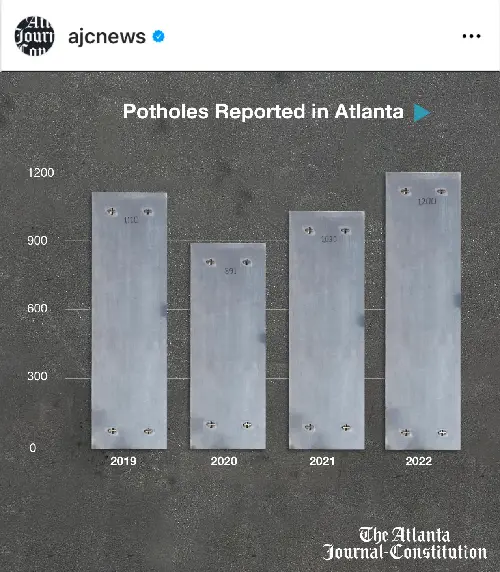 ajcnews
Potholes Reported in Atlanta
1200
900
600
300
0
891
1200
2019
2020
2021
2022
The Atlanta
Journal-Constitution